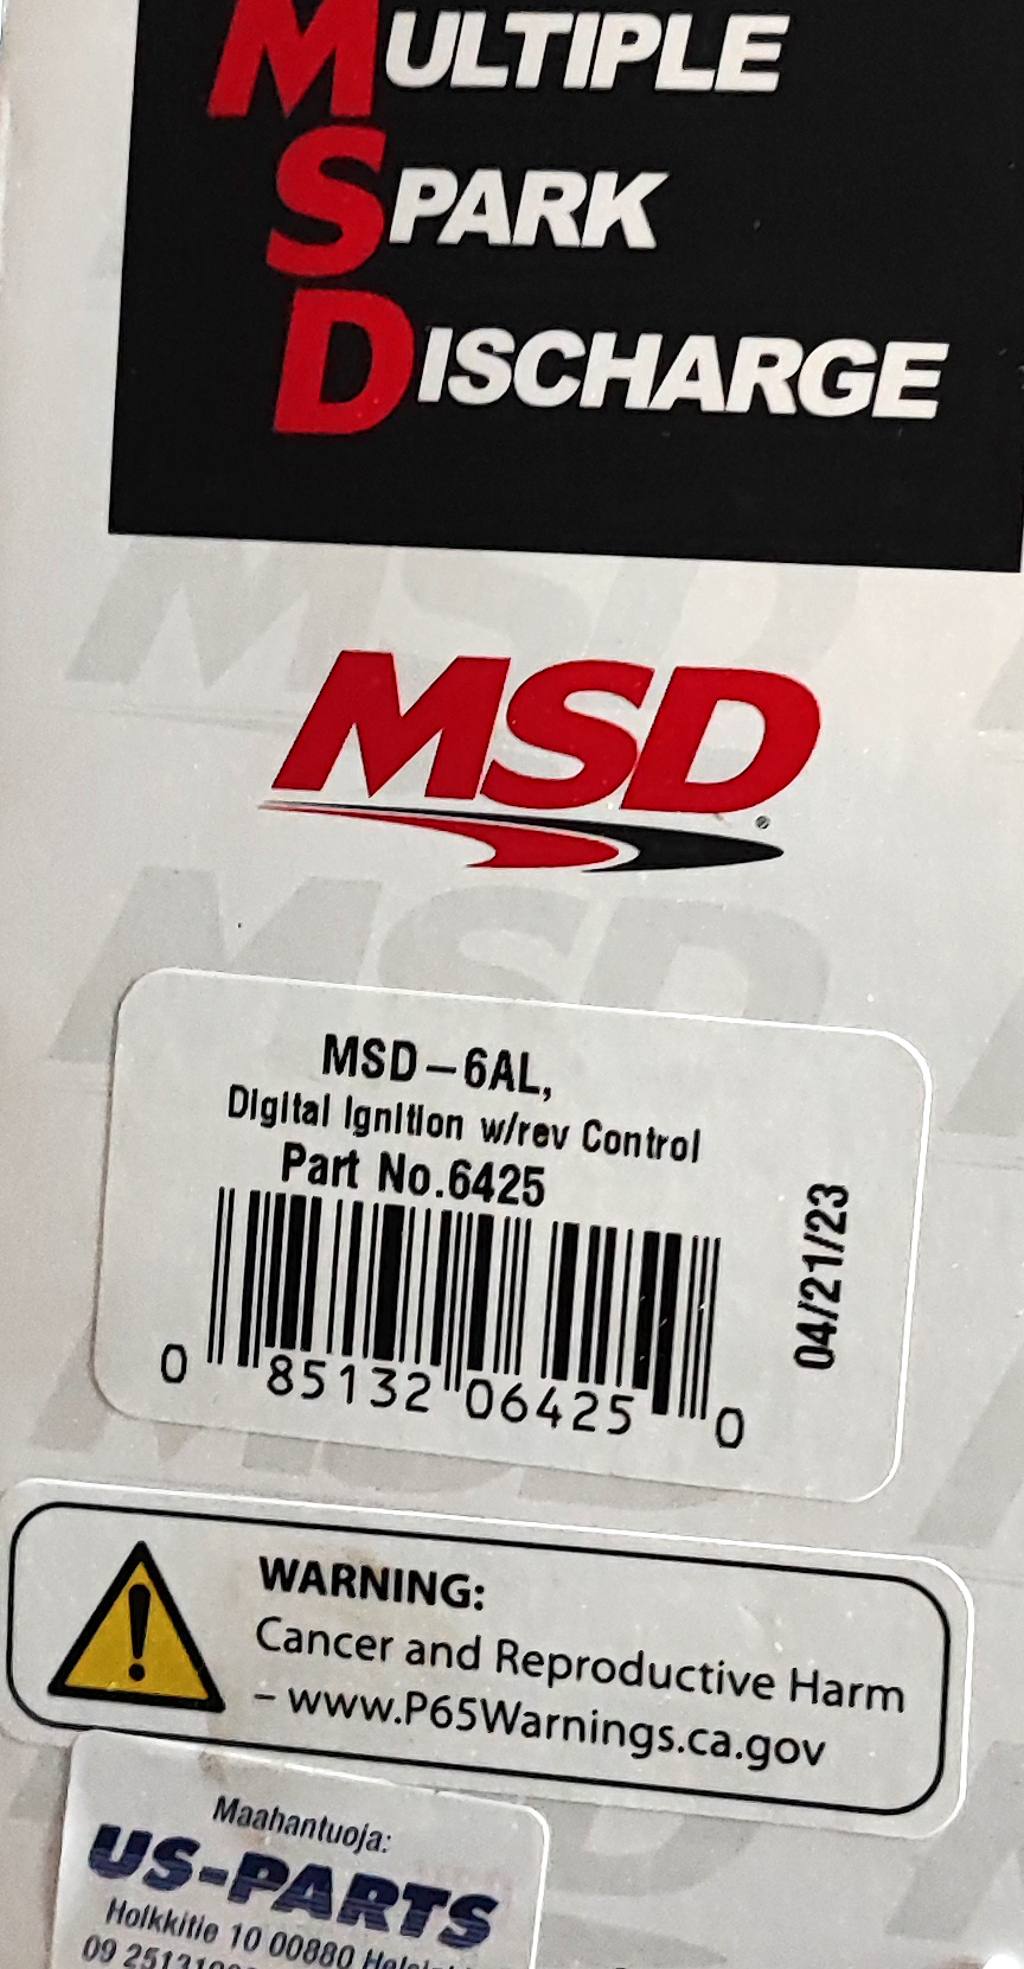 MULTIPLE
SPARK
DISCHARGE
MSD
MSD-6AL,
Digital Ignition w/rev Control
Part No.6425
04/21/23
0 85132 06425 0
WARNING:
Cancer and Reproductive Harm
– www.P65Warnings.ca.gov
Maahantuoja:
US-PARTS
Holkkitie 10 00880
09